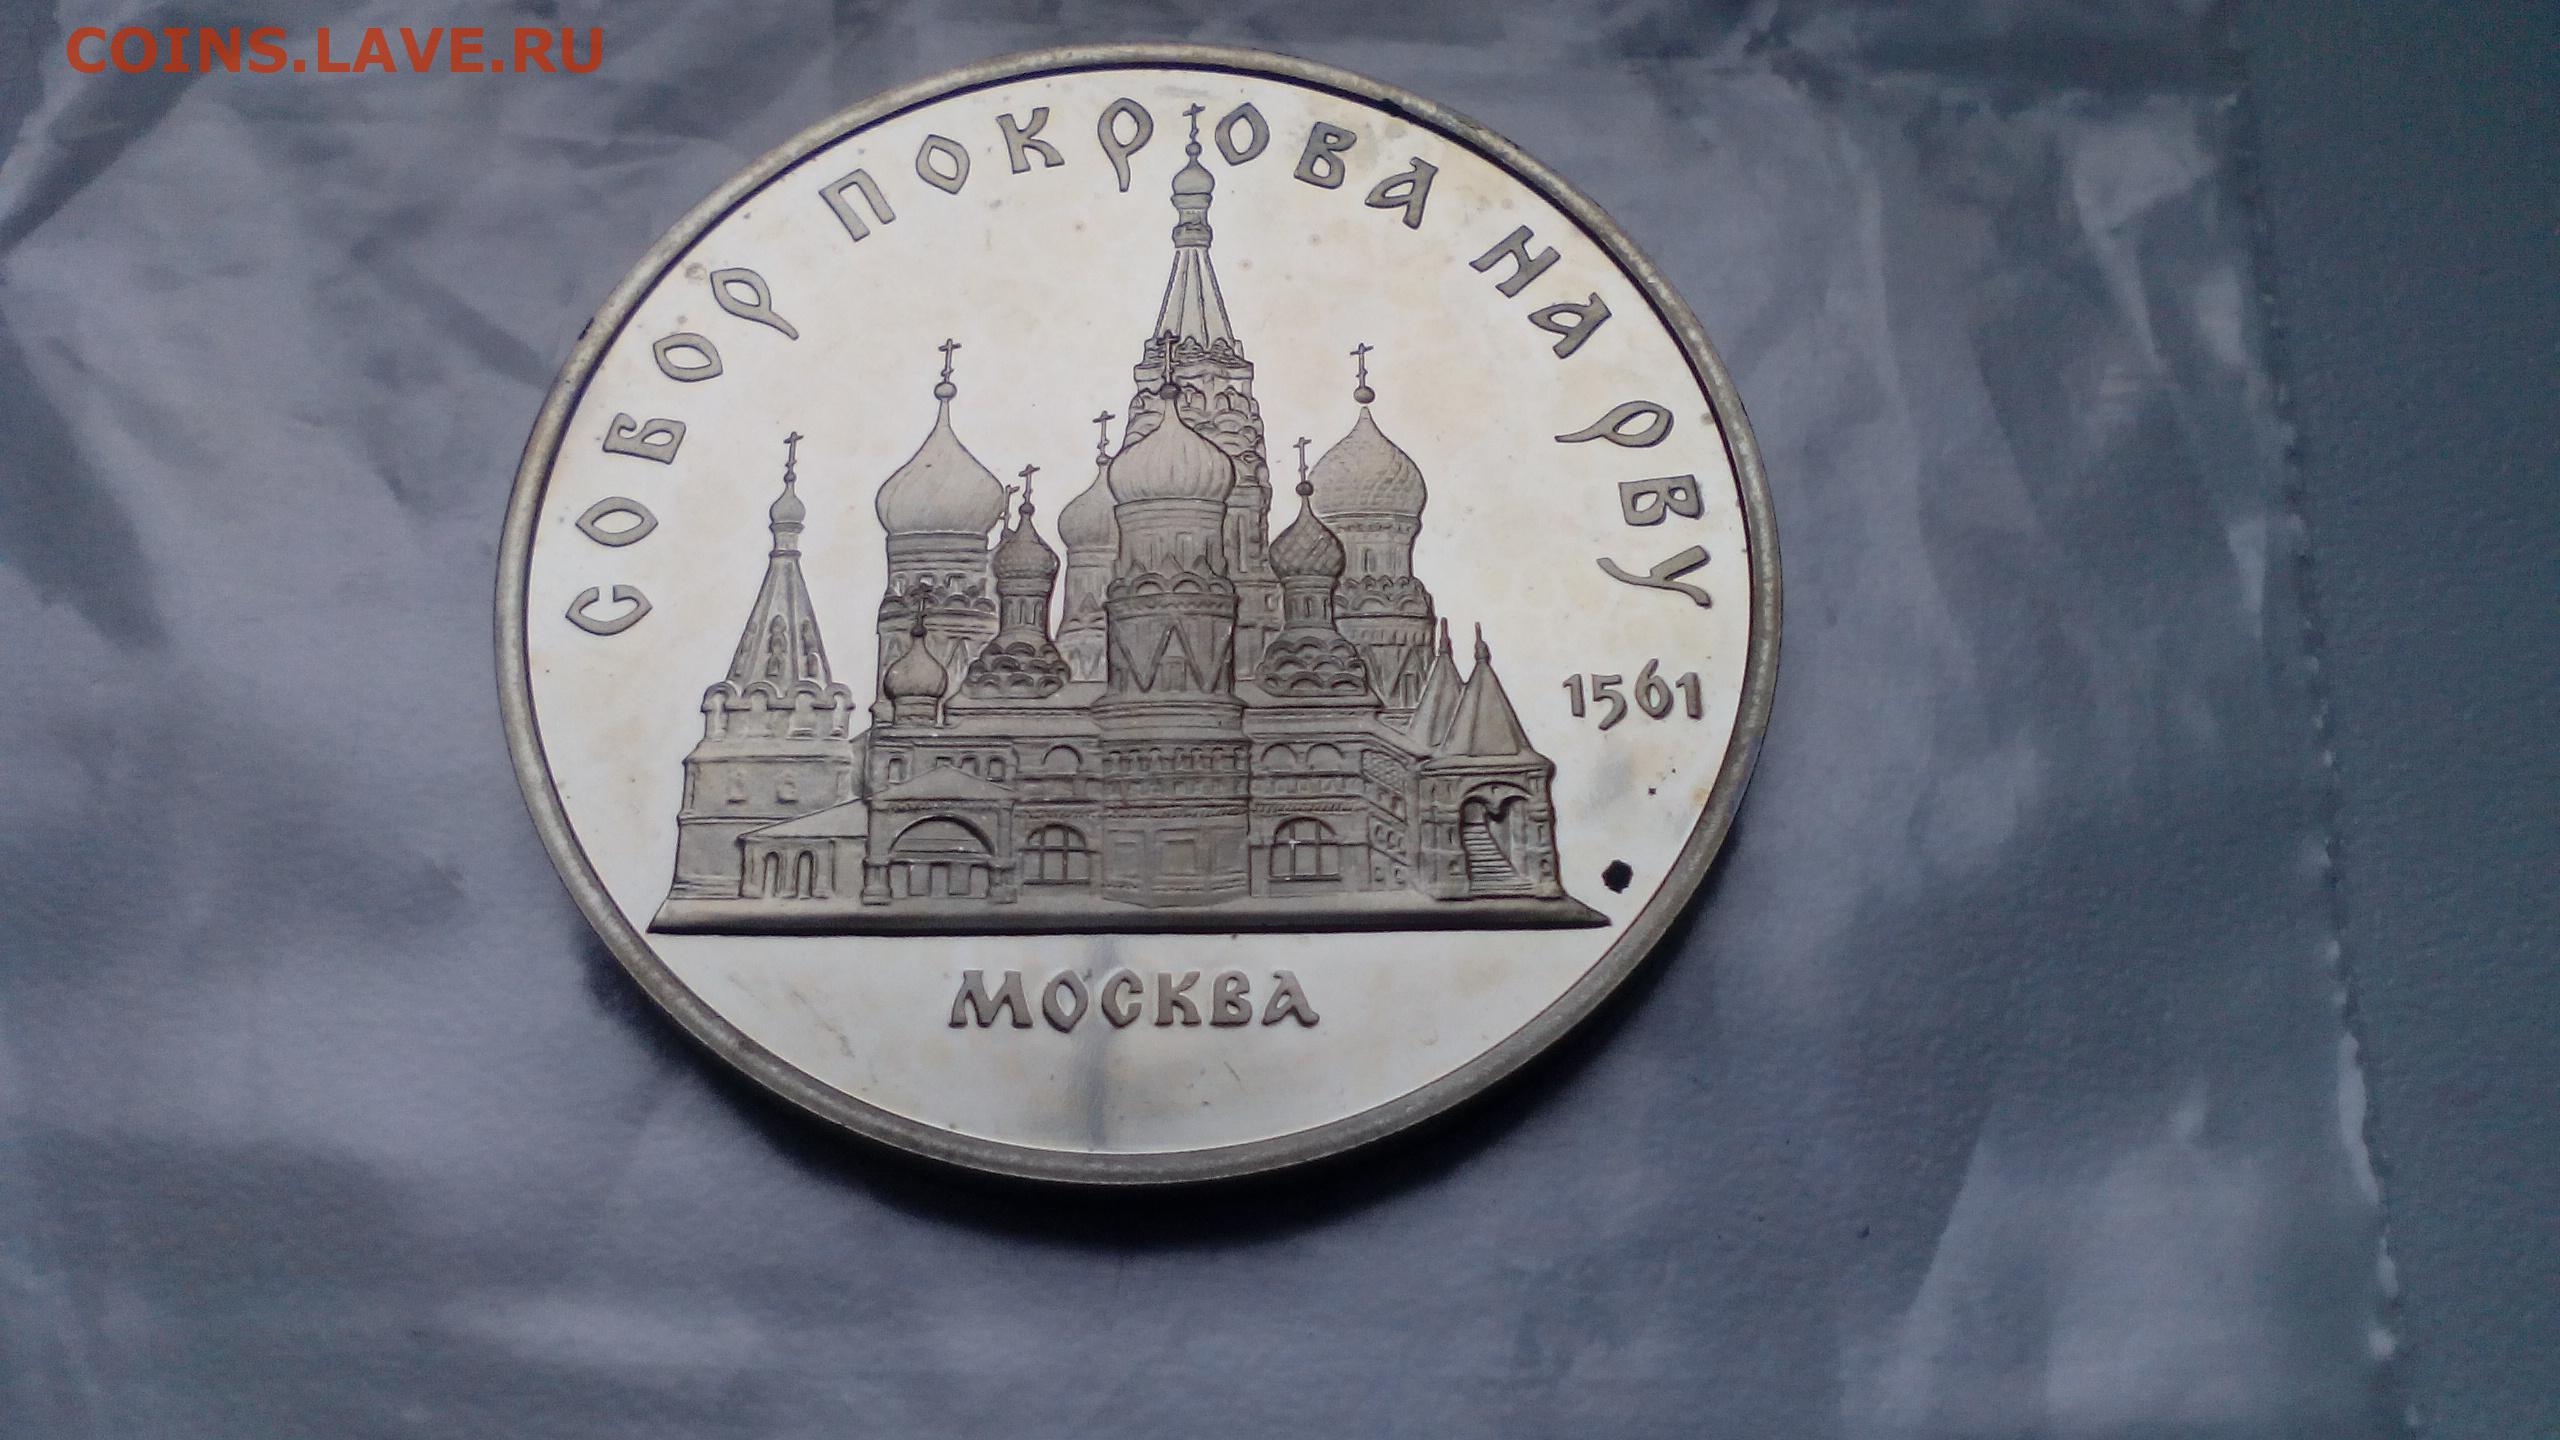 COINS.LAVE.RU
СОБОР ПОКРОВА НА РВУ
1561
МОСКВА